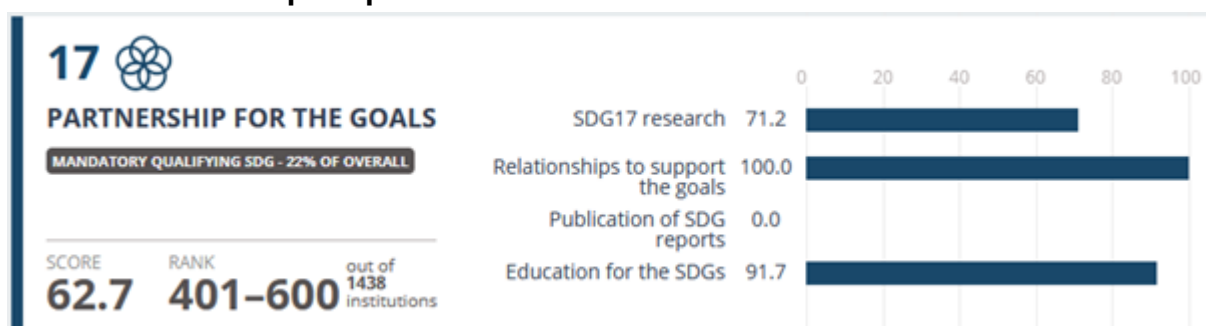 17
PARTNERSHIP FOR THE GOALS
MANDATORY QUALIFYING SDG - 22% OF OVERALL
SCORE
62.7
RANK
401–600
out of
1438
institutions
0 20 40 60 80 100
SDG17 research 71.2
Relationships to support 100.0
the goals
Publication of SDG 0.0
reports
Education for the SDGs 91.7